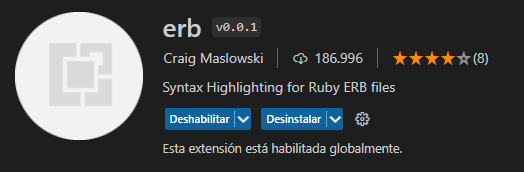 erb v0.0.1
Craig Maslowski 186.996 (8)
Syntax Highlighting for Ruby ERB files
Deshabilitar Desinstalar
Esta extensión está habilitada globalmente.